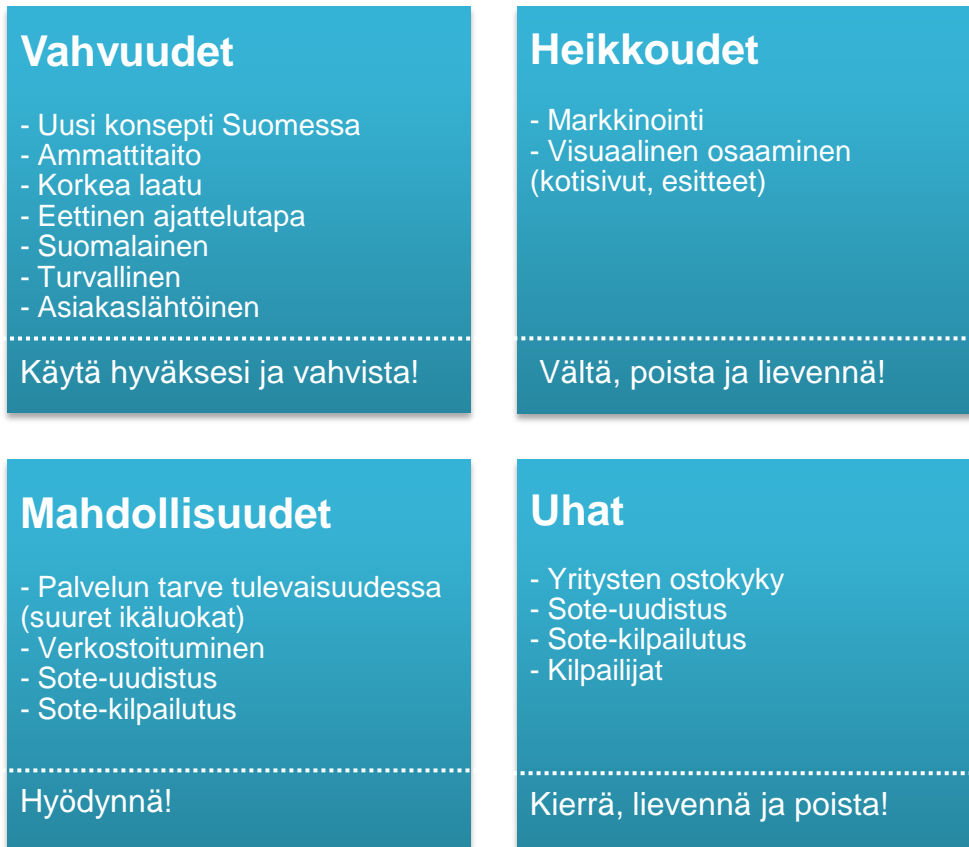 Vahvuudet
- Uusi konsepti Suomessa
- Ammattitaito
- Korkea laatu
- Eettinen ajattelutapa
- Suomalainen
- Turvallinen
- Asiakaslähtöinen
Käytä hyväksesi ja vahvista!
Heikkoudet
- Markkinointi
- Visuaalinen osaaminen
(kotisivut, esitteet)
Vältä, poista ja lievennä!
Mahdollisuudet
- Palvelun tarve tulevaisuudessa
(suuret ikäluokat)
- Verkostoituminen
- Sote-uudistus
- Sote-kilpailutus
Hyödynnä!
Uhat
- Yritysten ostokyky
- Sote-uudistus
- Sote-kilpailutus
- Kilpailijat
Kierrä, lievennä ja poista!